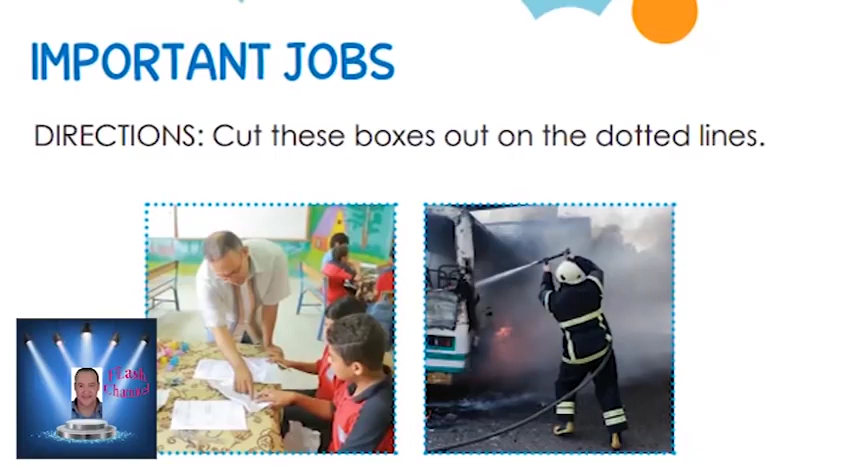 IMPORTANT JOBS
DIRECTIONS: Cut these boxes out on the dotted lines.
Flash
Channel